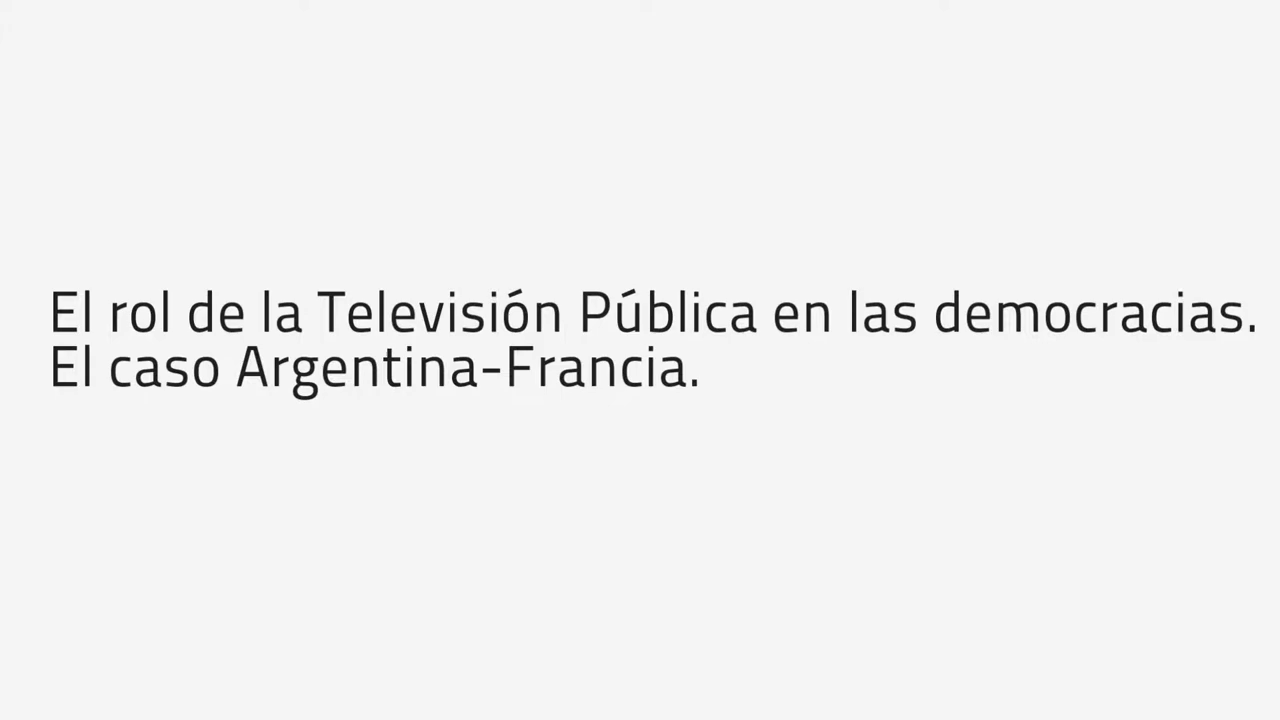 El rol de la Televisión Pública en las democracias.
El caso Argentina-Francia.